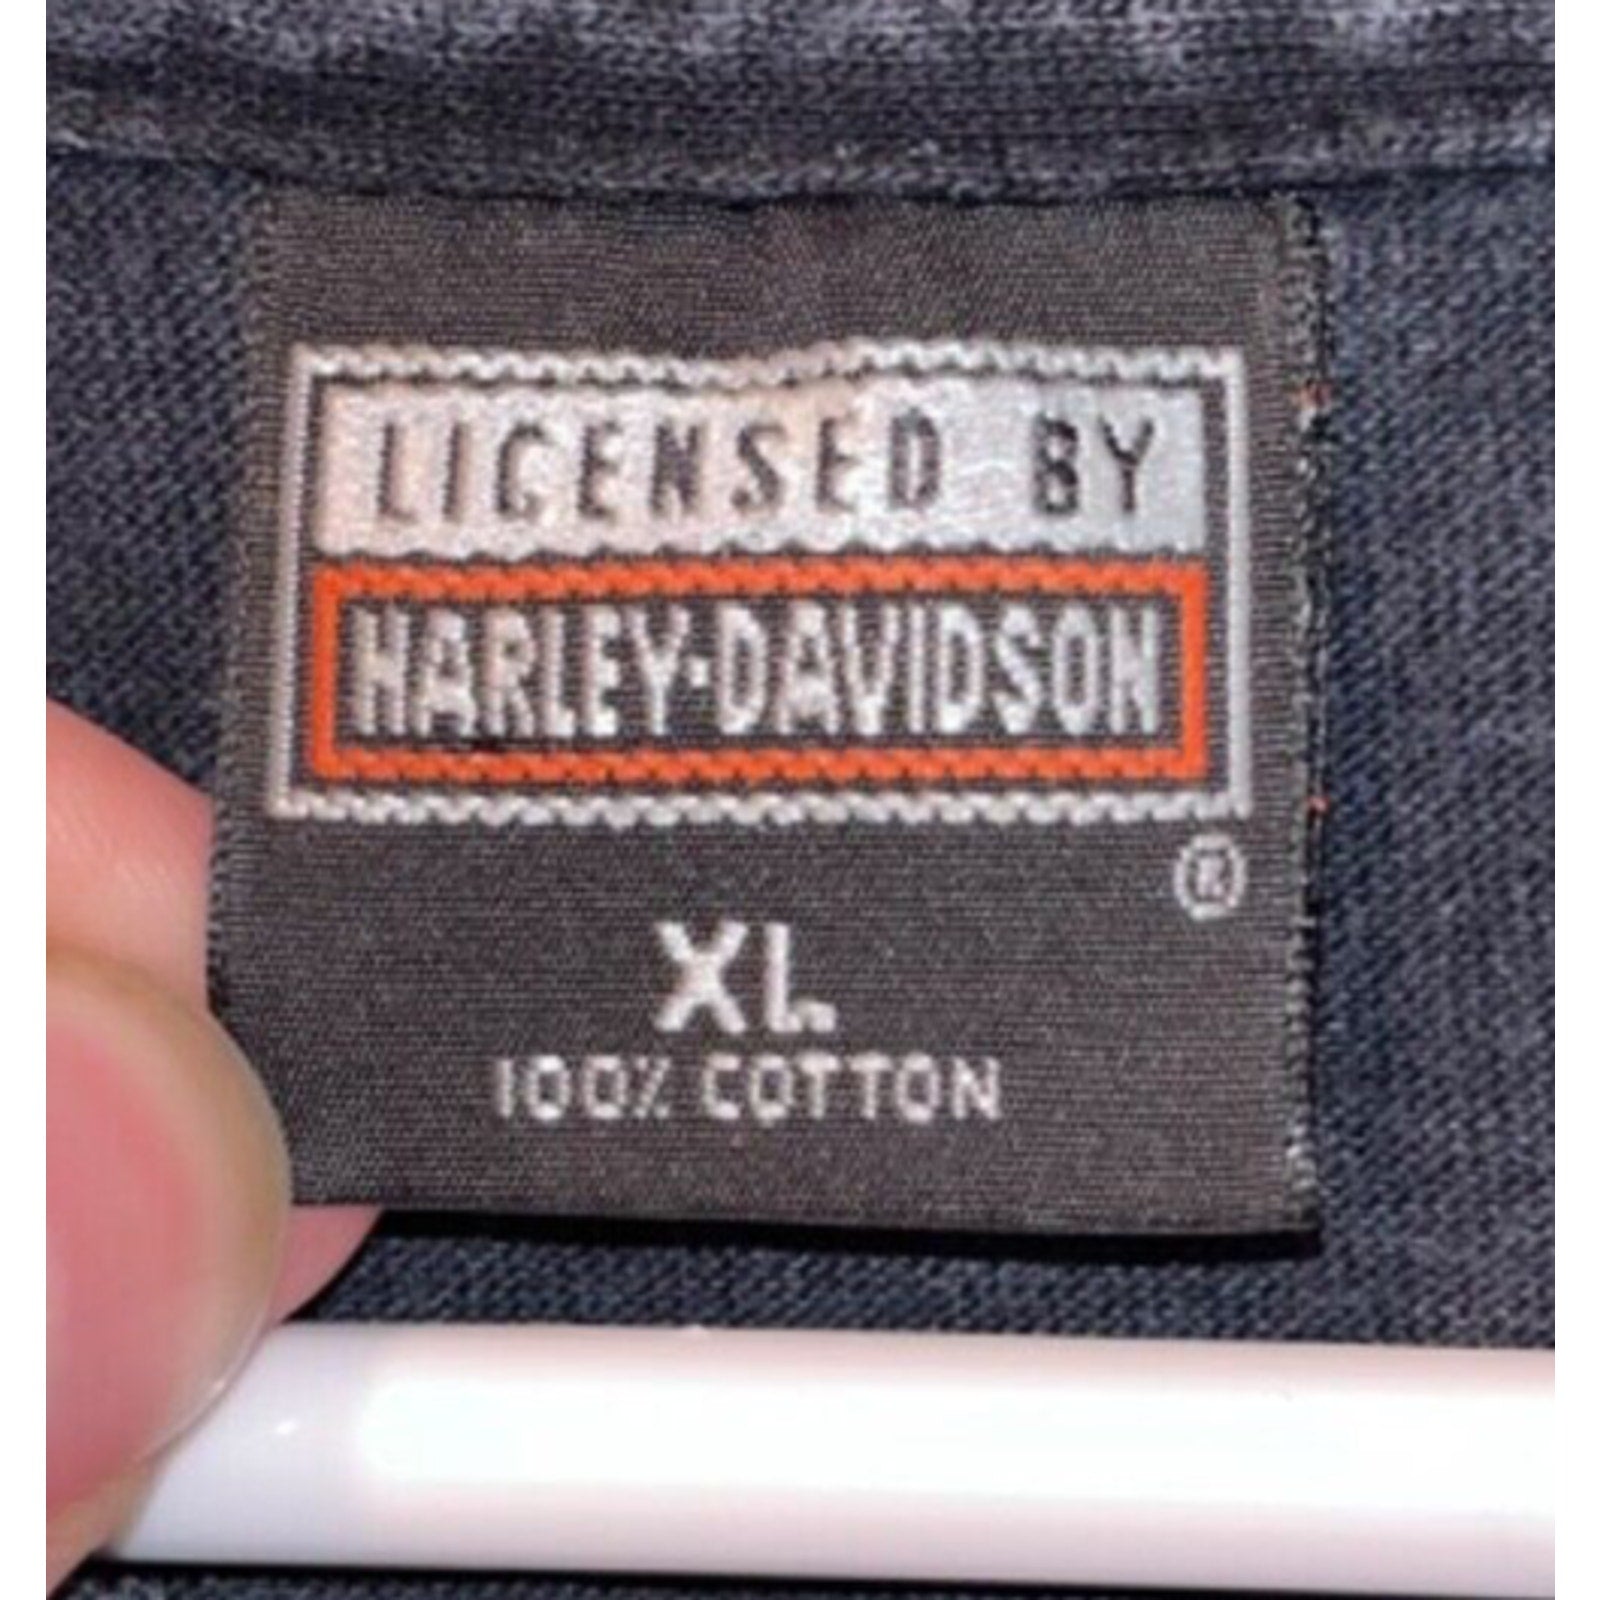 LICENSED BY
HARLEY-DAVIDSON
®
XL
100% COTTON